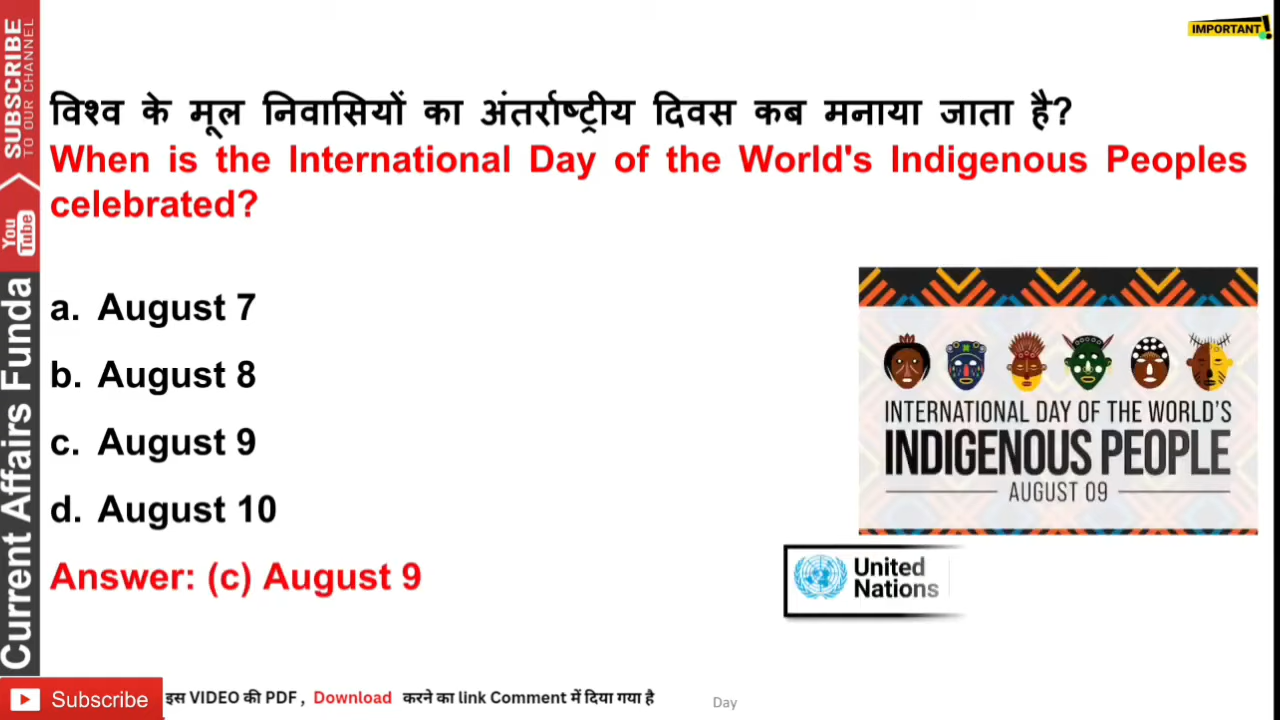 SUBSCRIBE
TO OUR CHANNEL
You
Tube
Current Affairs Funda
IMPORTANT!
विश्व के मूल निवासियों का अंतर्राष्ट्रीय दिवस कब मनाया जाता है?
When is the International Day of the World's Indigenous Peoples
celebrated?
a. August 7
b. August 8
c. August 9
d. August 10
Answer: (c) August 9
INTERNATIONAL DAY OF THE WORLD'S
INDIGENOUS PEOPLE
AUGUST 09
United
Nations
Subscribe
इस VIDEO की PDF , Download करने का link Comment में दिया गया है
Day